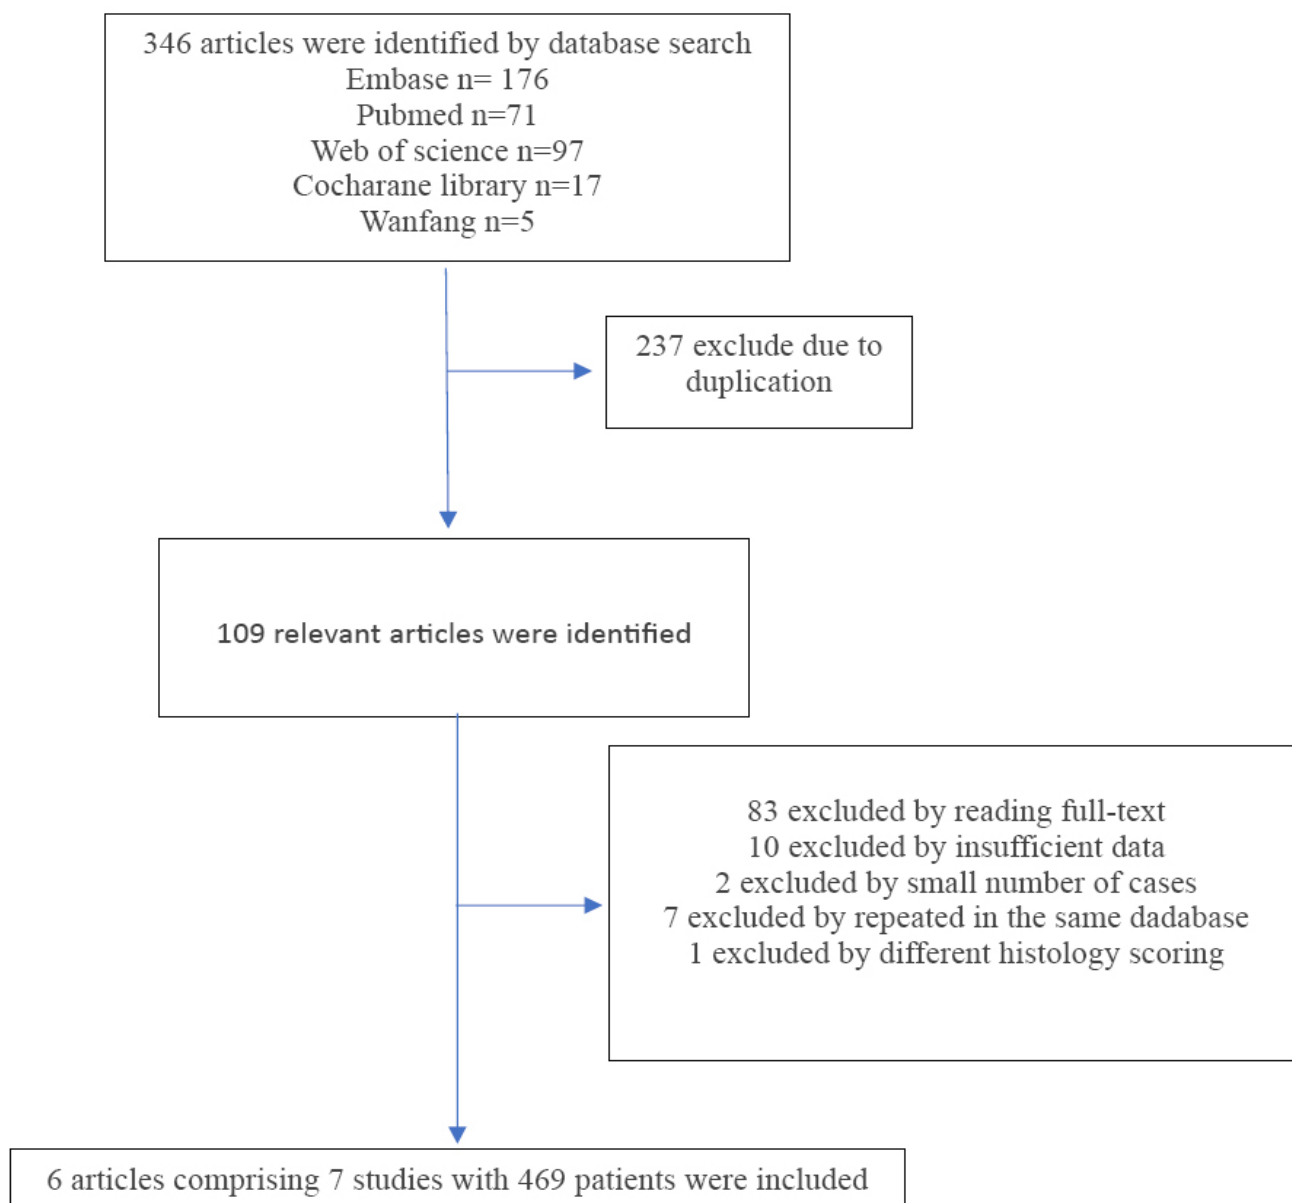 346 articles were identified by database search
Embase n= 176
Pubmed n=71
Web of science n=97
Cocharane library n=17
Wanfang n=5
237 exclude due to
duplication
109 relevant articles were identified
83 excluded by reading full-text
10 excluded by insufficient data
2 excluded by small number of cases
7 excluded by repeated in the same dadabase
1 excluded by different histology scoring
6 articles comprising 7 studies with 469 patients were included